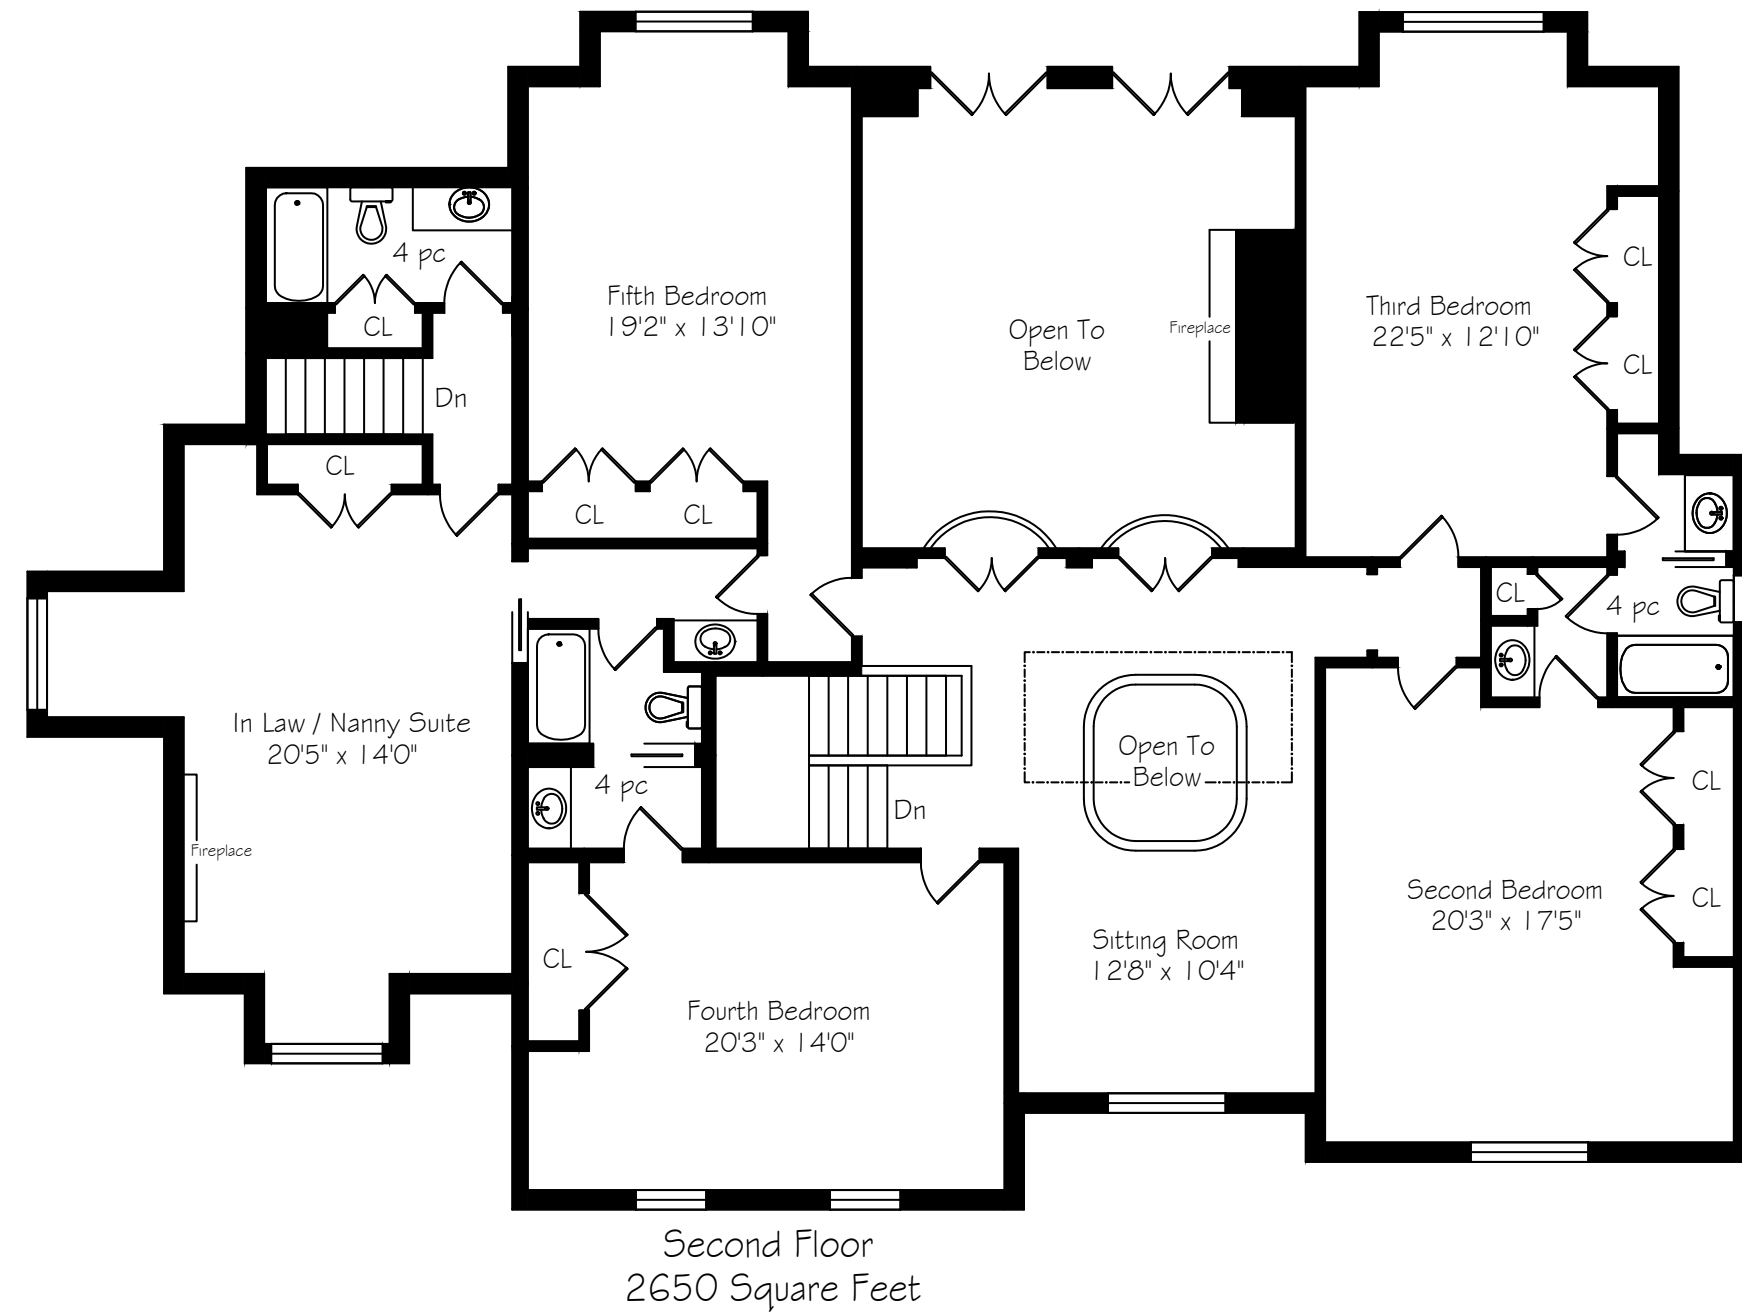 4 pc
CL
Dn
CL
Fifth Bedroom
19'2" x 13'10"
CL
CL
Open To
Below
Fireplace
Third Bedroom
22'5" x 12'10"
CL
CL
CL
4 pc
In Law / Nanny Suite
20'5" x 14'0"
Fireplace
4 pc
Dn
Open To
Below
CL
Fourth Bedroom
20'3" x 14'0"
Sitting Room
12'8" x 10'4"
Second Bedroom
20'3" x 17'5"
CL
CL
Second Floor
2650 Square Feet